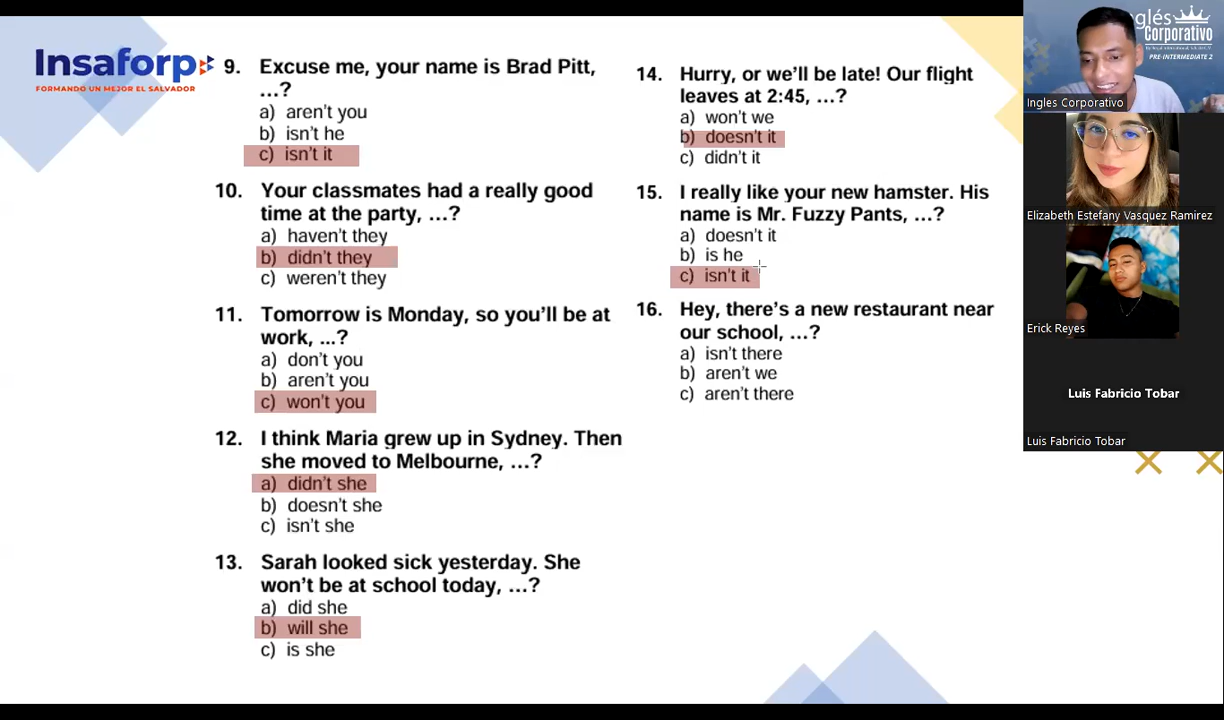 Insaforp
FORMANDO UN MEJOR EL SALVADOR
9. Excuse me, your name is Brad Pitt,
...?
a) aren't you
b) isn't he
c) isn't it
10. Your classmates had a really good
time at the party, ...?
a) haven't they
b) didn't they
c) weren't they
11. Tomorrow is Monday, so you'll be at
work, ...?
a) don't you
b) aren't you
c) won't you
12. I think Maria grew up in Sydney. Then
she moved to Melbourne, ...?
a) didn't she
b) doesn't she
c) isn't she
13. Sarah looked sick yesterday. She
won't be at school today, ...?
a) did she
b) will she
c) is she
14. Hurry, or we'll be late! Our flight
leaves at 2:45, ...?
a) won't we
b) doesn't it
c) didn't it
15. I really like your new hamster. His
name is Mr. Fuzzy Pants, ...?
a) doesn't it
b) is he
c) isn't it
16. Hey, there's a new restaurant near
our school, ...?
a) isn't there
b) aren't we
c) aren't there
glés
Corporativo
PRE-INTERMEDIATE 2
Ingles Corporativo
Elizabeth Estefany Vasquez Ramirez
Erick Reyes
Luis Fabricio Tobar
Luis Fabricio Tobar